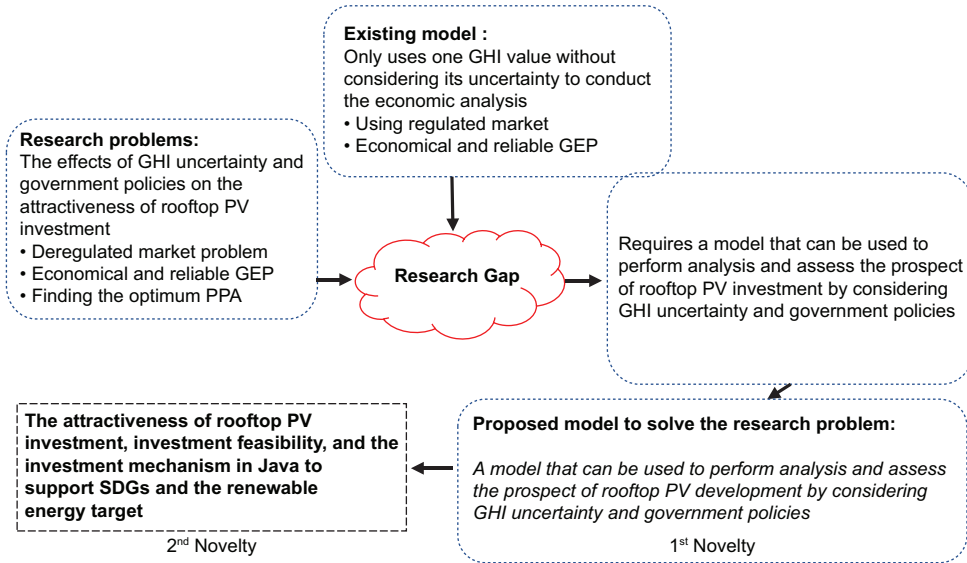 Existing model :
Only uses one GHI value without
considering its uncertainty to conduct
the economic analysis
• Using regulated market
• Economical and reliable GEP
Research problems:
The effects of GHI uncertainty and
government policies on the
attractiveness of rooftop PV
investment
• Deregulated market problem
• Economical and reliable GEP
• Finding the optimum PPA
Research Gap
Requires a model that can be used to
perform analysis and assess the prospect
of rooftop PV investment by considering
GHI uncertainty and government policies
Proposed model to solve the research problem:
A model that can be used to perform analysis and assess
the prospect of rooftop PV development by considering
GHI uncertainty and government policies
1st Novelty
The attractiveness of rooftop PV
investment, investment feasibility, and the
investment mechanism in Java to
support SDGs and the renewable
energy target
2nd Novelty